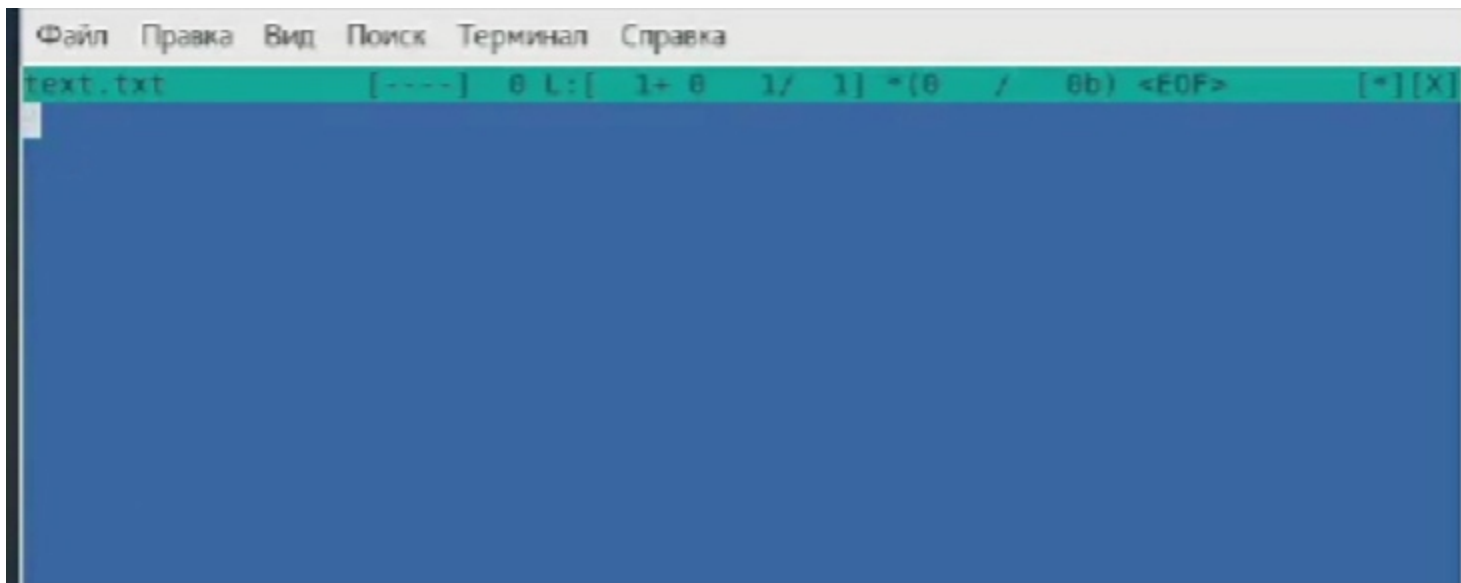 Файл Правка Вид Поиск Терминал Справка
text.txt [----] 0 L:[ 1+ 0 1/ 1] *(0 / 0b) <EOF> [*][X]